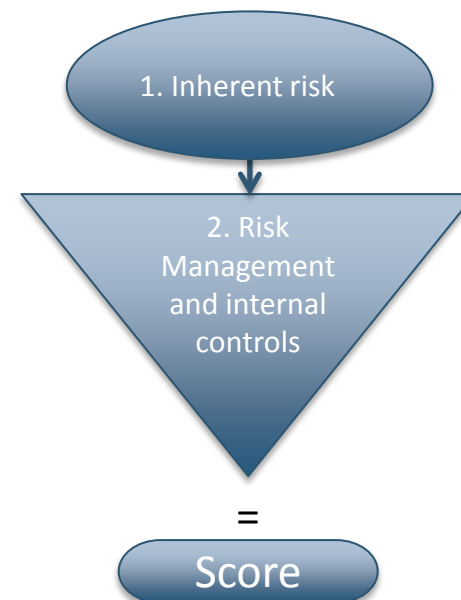 1. Inherent risk
2. Risk
Management
and internal
controls
=
Score